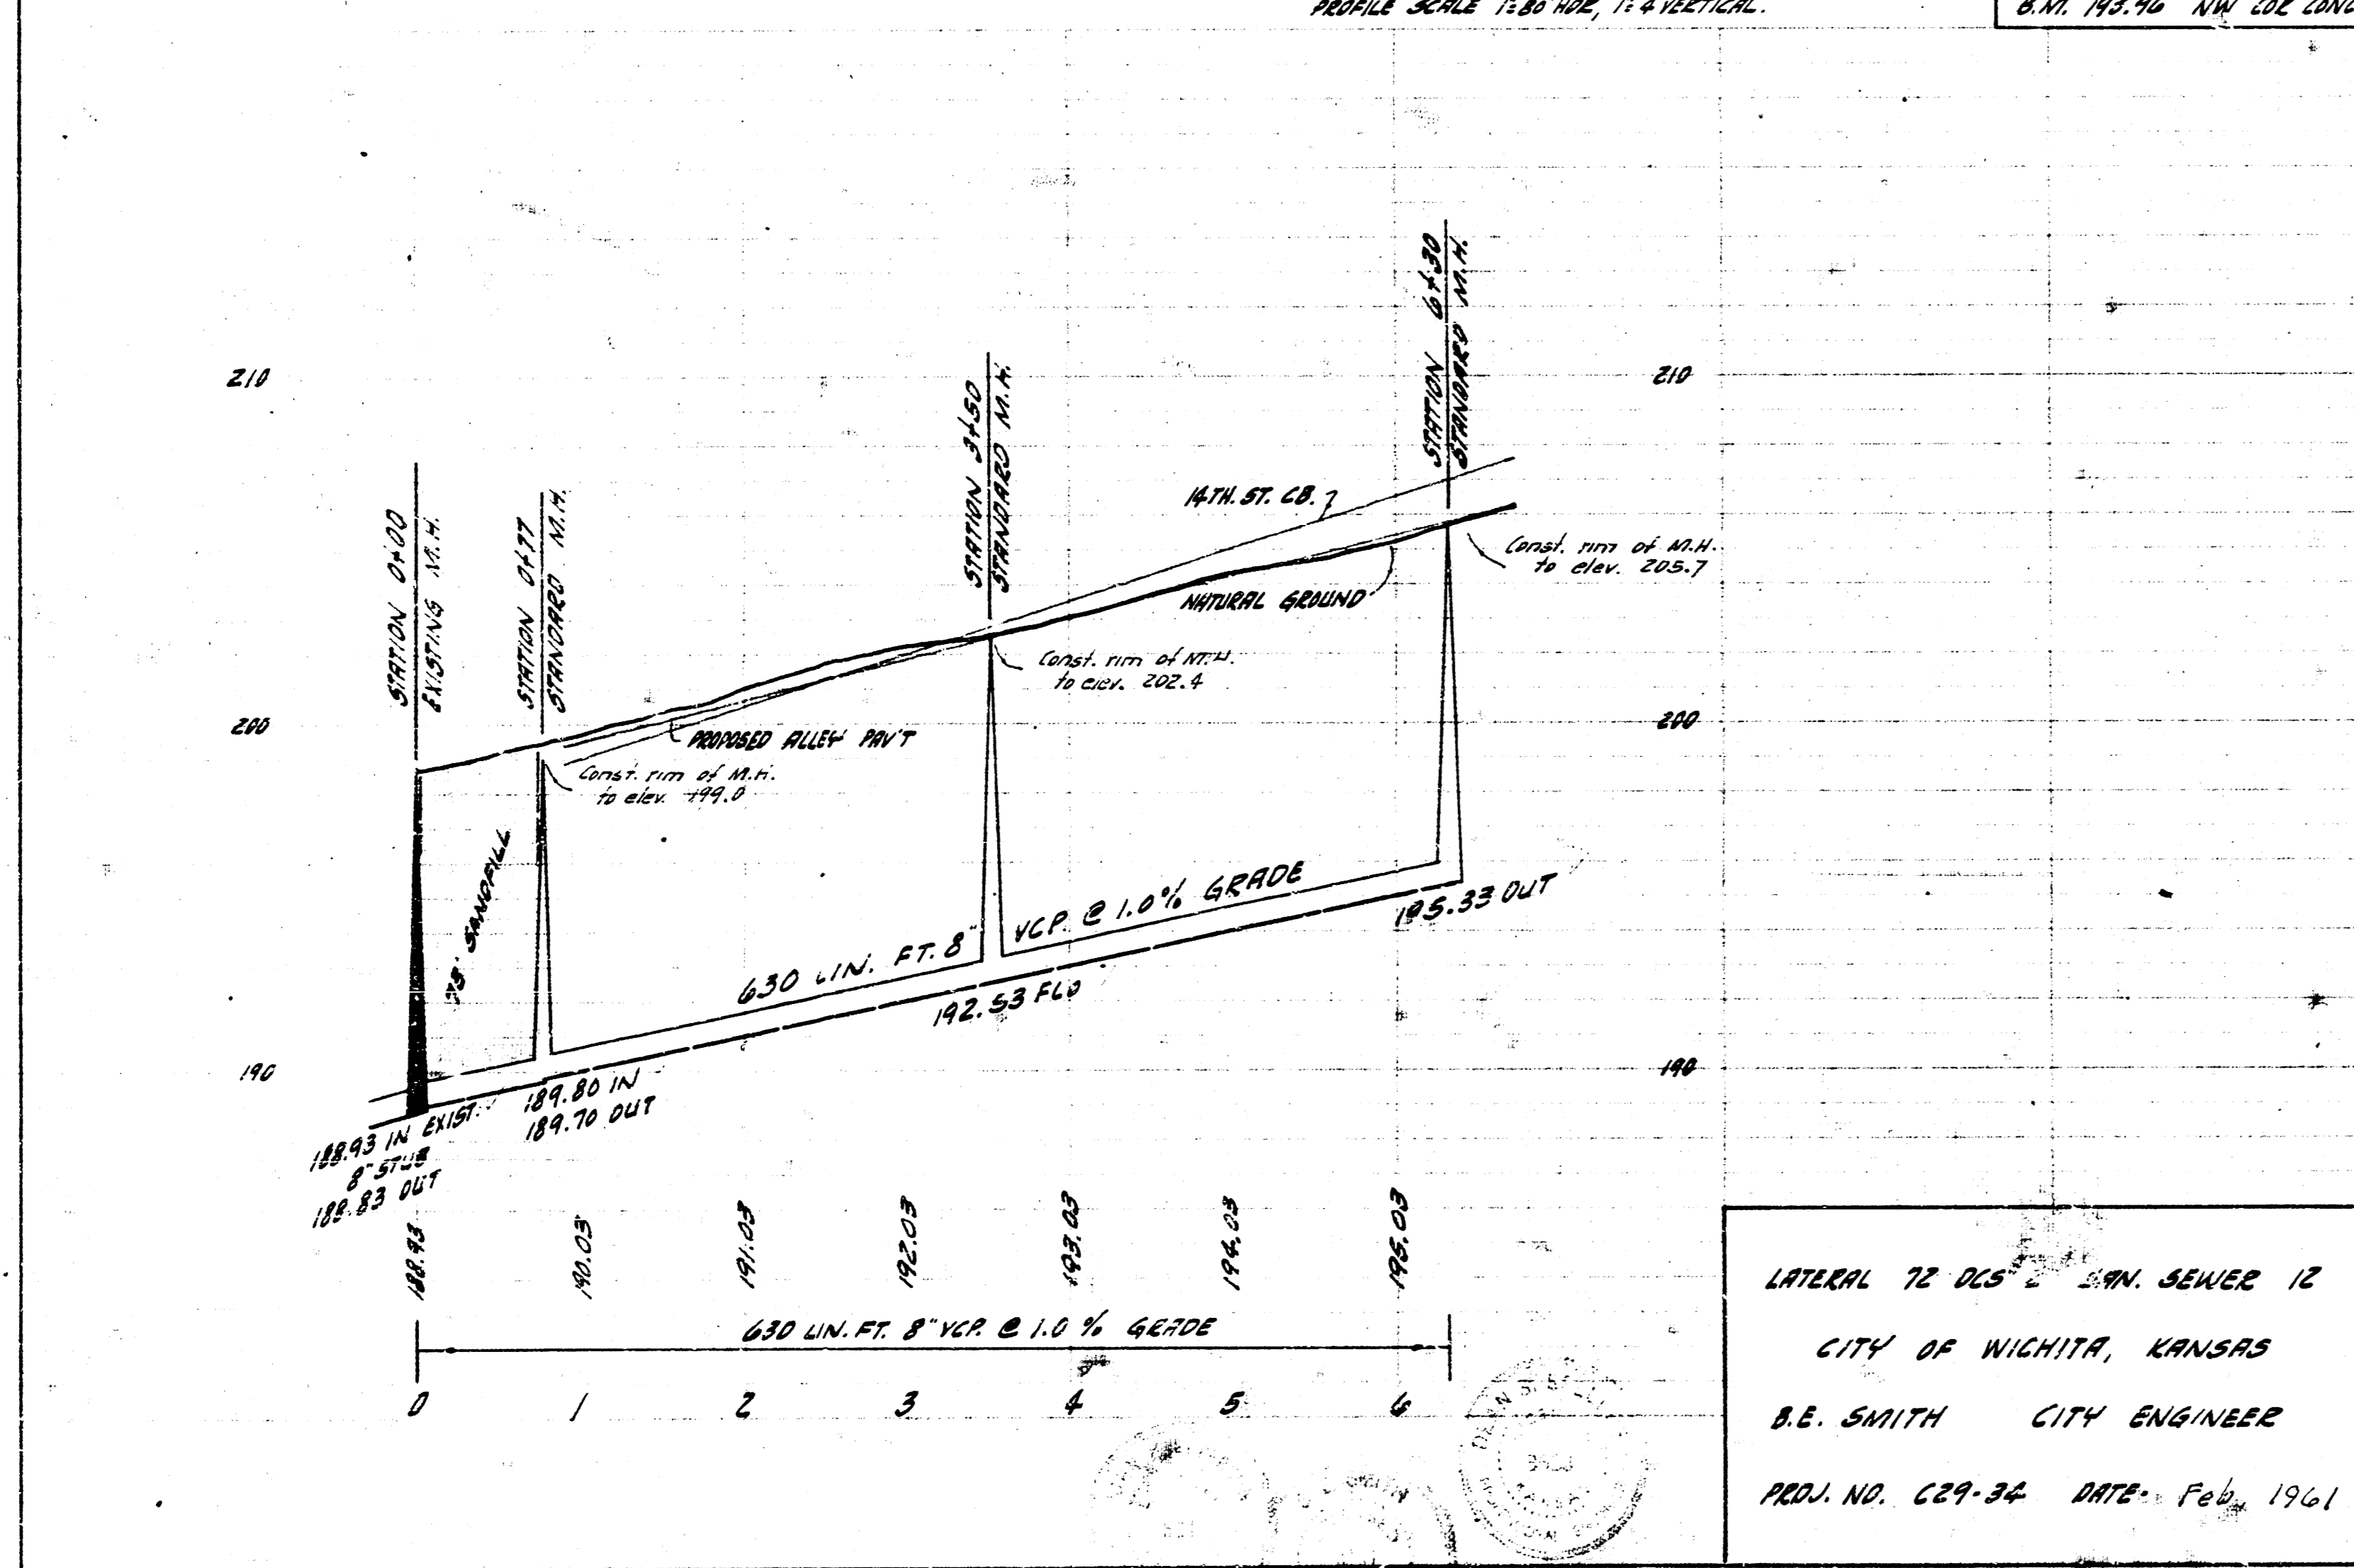 PROFILE SCALE 1"=80' HOR., 1"=4' VERTICAL.
B.M. 193.96 NW COR CONC
210
210
200
200
190
190
STATION 0+00
EXISTING M.H.
STATION 0+77
STANDARD M.H.
STATION 3+50
STANDARD M.H.
STATION 6+30
STANDARD M.H.
14TH. ST. CB.
NATURAL GROUND
Const. rim of M.H.
to elev. 205.7
Const. rim of M.H.
to elev. 202.4
PROPOSED ALLEY PAV'T
Const. rim of M.H.
to elev. 199.0
SANDFILL
630 LIN. FT. 8" VCP. @ 1.0% GRADE
195.33 OUT
192.53 FLO
189.80 IN
189.70 OUT
188.93 IN EXIST.
8" STUB
188.83 OUT
188.93
190.03
191.03
192.03
193.03
194.03
195.03
630 LIN. FT. 8" VCP. @ 1.0 % GRADE
0 1 2 3 4 5 6
LATERAL 72 SAN. SEWER 12
CITY OF WICHITA, KANSAS
B.E. SMITH CITY ENGINEER
PROJ. NO. C29-34 DATE: Feb. 1961